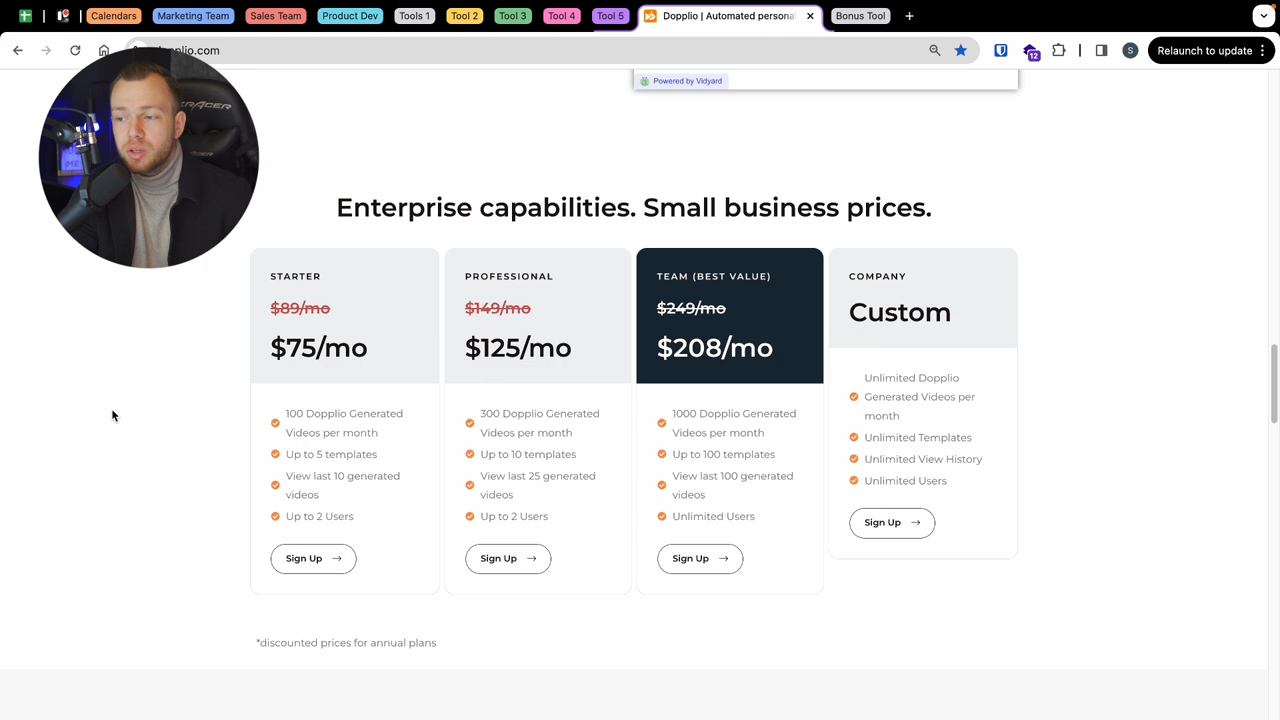 Calendars
Marketing Team
Sales Team
Product Dev
Tools 1
Tool 2
Tool 3
Tool 4
Tool 5
Dopplio | Automated persona
Bonus Tool
.com
12
S
Relaunch to update
Powered by Vidyard
Enterprise capabilities. Small business prices.
STARTER
$89/mo
$75/mo
100 Dopplio Generated
Videos per month
Up to 5 templates
View last 10 generated
videos
Up to 2 Users
Sign Up
PROFESSIONAL
$149/mo
$125/mo
300 Dopplio Generated
Videos per month
Up to 10 templates
View last 25 generated
videos
Up to 2 Users
Sign Up
TEAM (BEST VALUE)
$249/mo
$208/mo
1000 Dopplio Generated
Videos per month
Up to 100 templates
View last 100 generated
videos
Unlimited Users
Sign Up
COMPANY
Custom
Unlimited Dopplio
Generated Videos per
month
Unlimited Templates
Unlimited View History
Unlimited Users
Sign Up
*discounted prices for annual plans